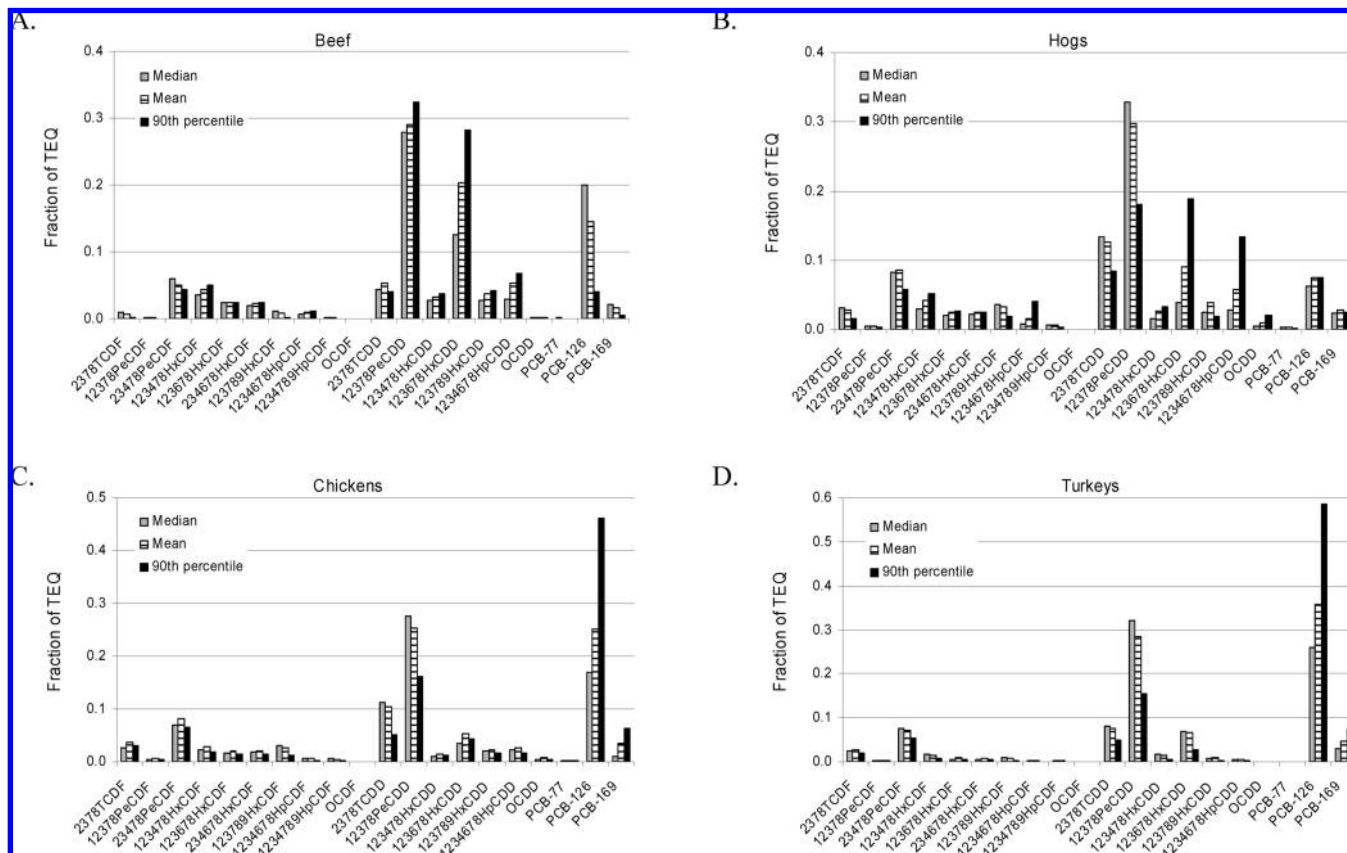 A.
Beef
Fraction of TEQ
0.4
0.3
0.2
0.1
0.0
Median
Mean
90th percentile
2378TCDF
12378PeCDF
23478PeCDF
123478HxCDF
123678HxCDF
234678HxCDF
123789HxCDF
1234678HpCDF
1234789HpCDF
OCDF
2378TCDD
12378PeCDD
123478HxCDD
123678HxCDD
123789HxCDD
1234678HpCDD
OCDD
PCB-77
PCB-126
PCB-169
B.
Hogs
Fraction of TEQ
0.4
0.3
0.2
0.1
0.0
Median
Mean
90th percentile
2378TCDF
12378PeCDF
23478PeCDF
123478HxCDF
123678HxCDF
234678HxCDF
123789HxCDF
1234678HpCDF
1234789HpCDF
OCDF
2378TCDD
12378PeCDD
123478HxCDD
123678HxCDD
123789HxCDD
1234678HpCDD
OCDD
PCB-77
PCB-126
PCB-169
C.
Chickens
Fraction of TEQ
0.5
0.4
0.3
0.2
0.1
0.0
Median
Mean
90th percentile
2378TCDF
12378PeCDF
23478PeCDF
123478HxCDF
123678HxCDF
234678HxCDF
123789HxCDF
1234678HpCDF
1234789HpCDF
OCDF
2378TCDD
12378PeCDD
123478HxCDD
123678HxCDD
123789HxCDD
1234678HpCDD
OCDD
PCB-77
PCB-126
PCB-169
D.
Turkeys
Fraction of TEQ
0.6
0.5
0.4
0.3
0.2
0.1
0.0
Median
Mean
90th percentile
2378TCDF
12378PeCDF
23478PeCDF
123478HxCDF
123678HxCDF
234678HxCDF
123789HxCDF
1234678HpCDF
1234789HpCDF
OCDF
2378TCDD
12378PeCDD
123478HxCDD
123678HxCDD
123789HxCDD
1234678HpCDD
OCDD
PCB-77
PCB-126
PCB-169